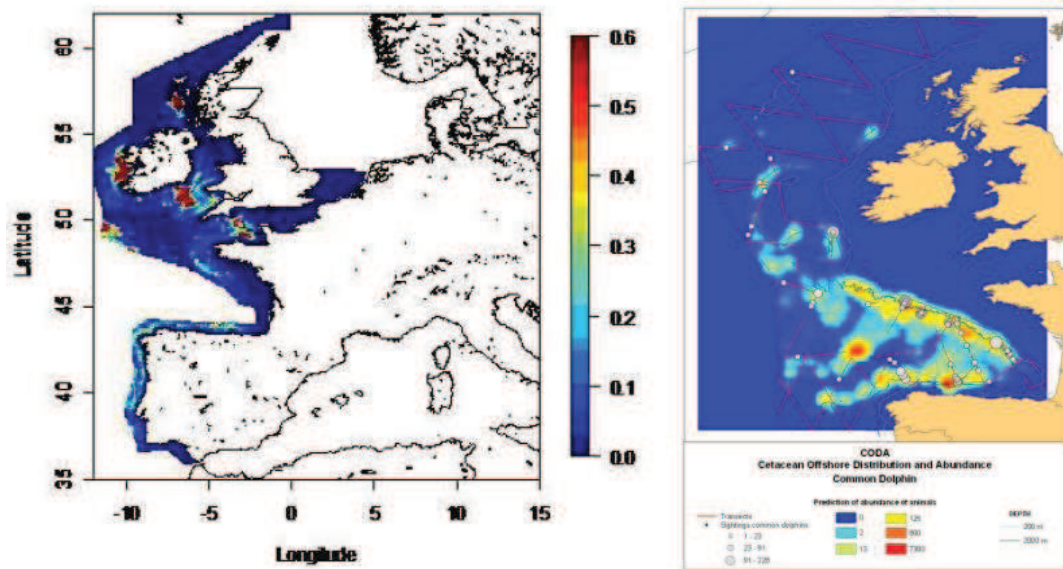 60
55
50
45
40
35
Latitude
-10
-5
0
5
10
15
Longitude
0.6
0.5
0.4
0.3
0.2
0.1
0.0
CODA
Cetacean Offshore Distribution and Abundance
Common Dolphin
Prediction of abundance of animals
Transects
Sightings common dolphins
1 - 23
23 - 91
91 - 228
0
2
13
125
DEPTH
200 m
2000 m